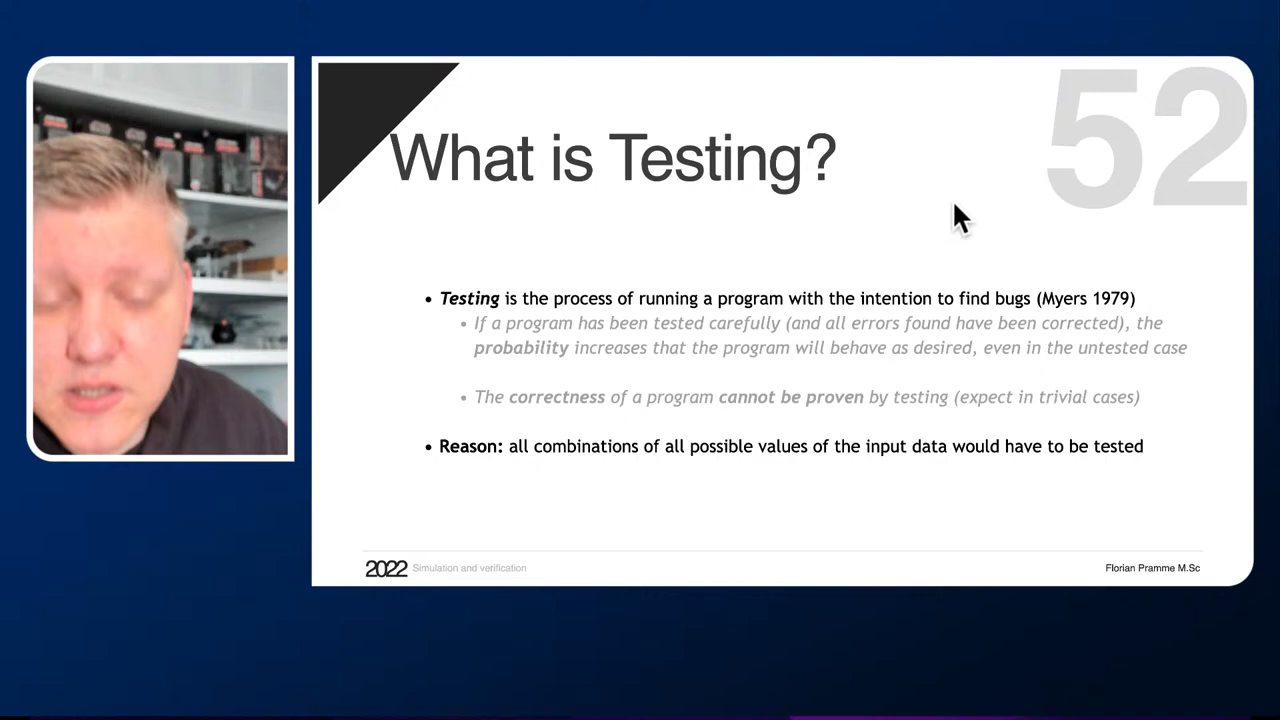 52
What is Testing?
• Testing is the process of running a program with the intention to find bugs (Myers 1979)
• If a program has been tested carefully (and all errors found have been corrected), the
probability increases that the program will behave as desired, even in the untested case
• The correctness of a program cannot be proven by testing (expect in trivial cases)
• Reason: all combinations of all possible values of the input data would have to be tested
2022 Simulation and verification
Florian Pramme M.Sc